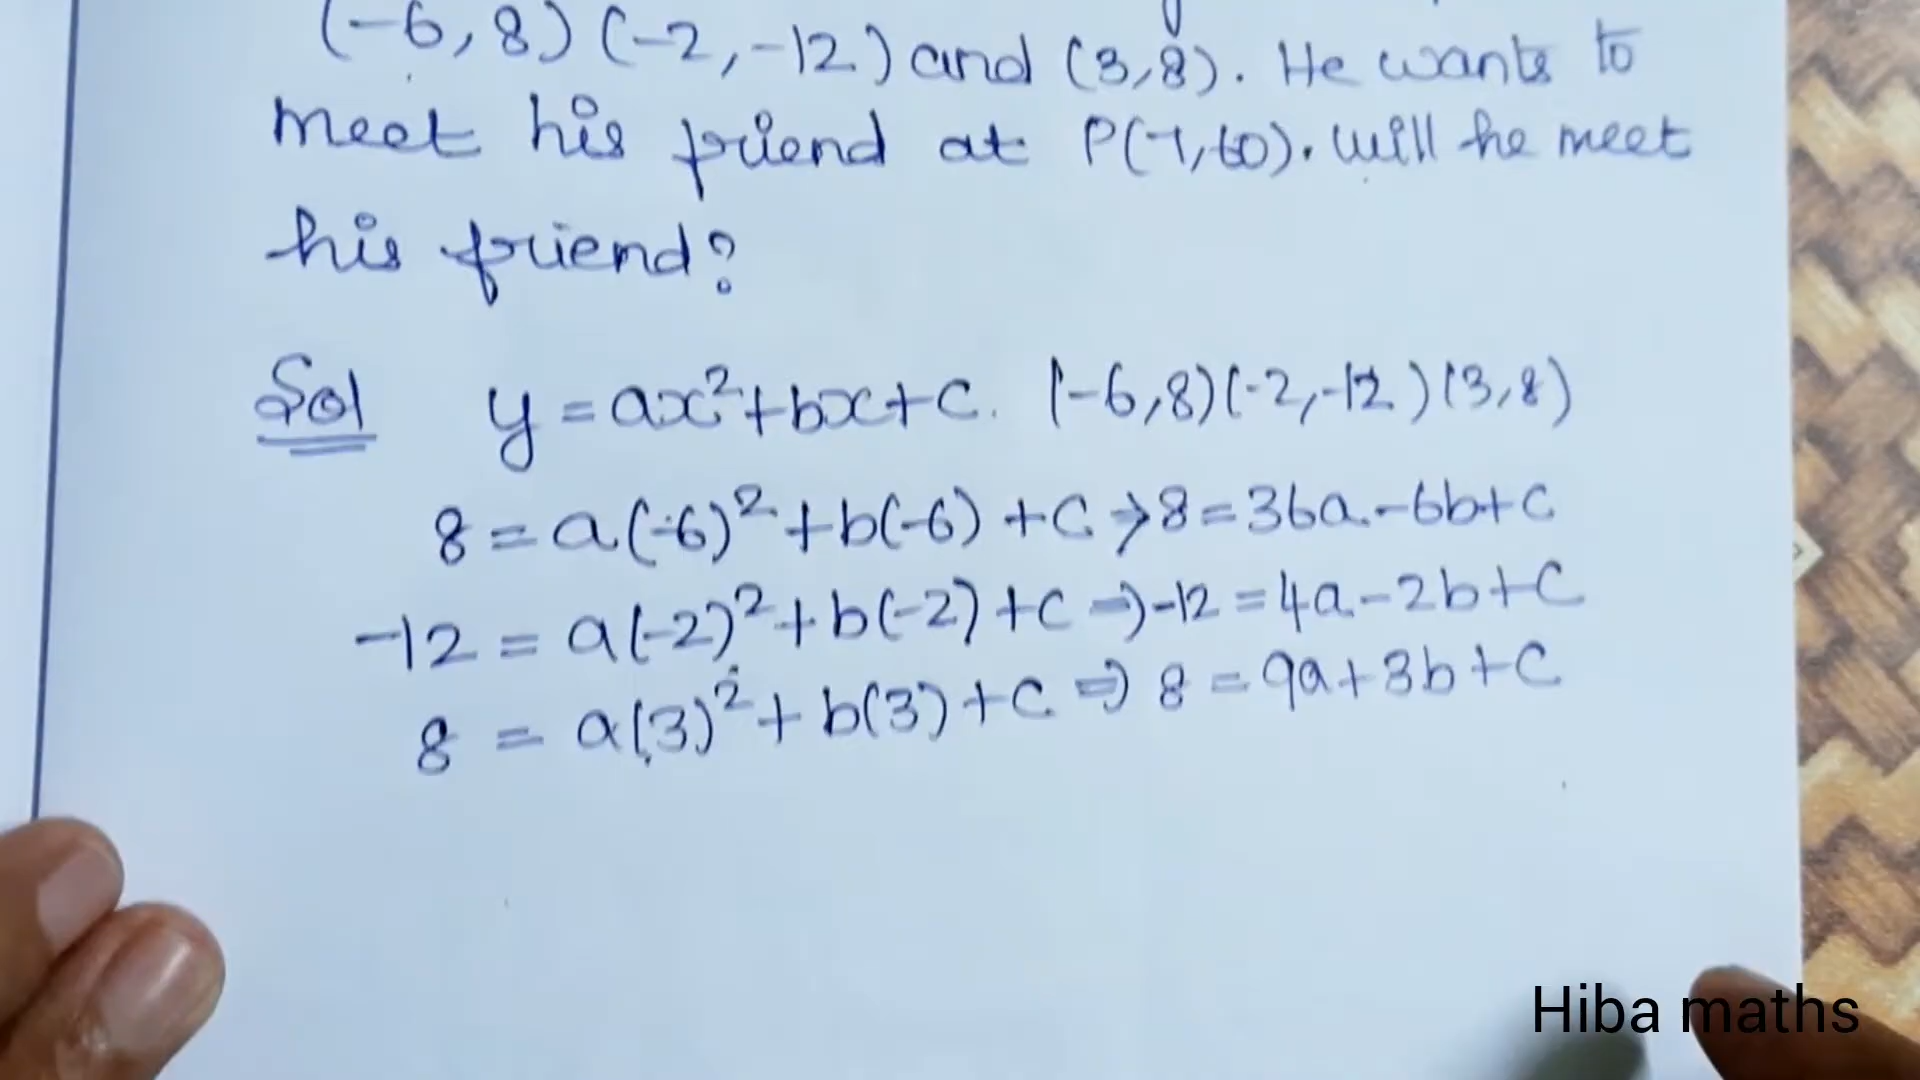 (-6,8) (-2,-12) and (3,8). He wants to
meet his friend at P(7,60). Will he meet
his friend?
Sol y = ax²+bx+c. (-6,8)(-2,-12)(3,8)
8 = a(-6)²+b(-6)+c ⇒ 8=36a-6b+c
-12 = a(-2)²+b(-2)+c ⇒ -12=4a-2b+c
8 = a(3)²+b(3)+c ⇒ 8=9a+3b+c
Hiba maths